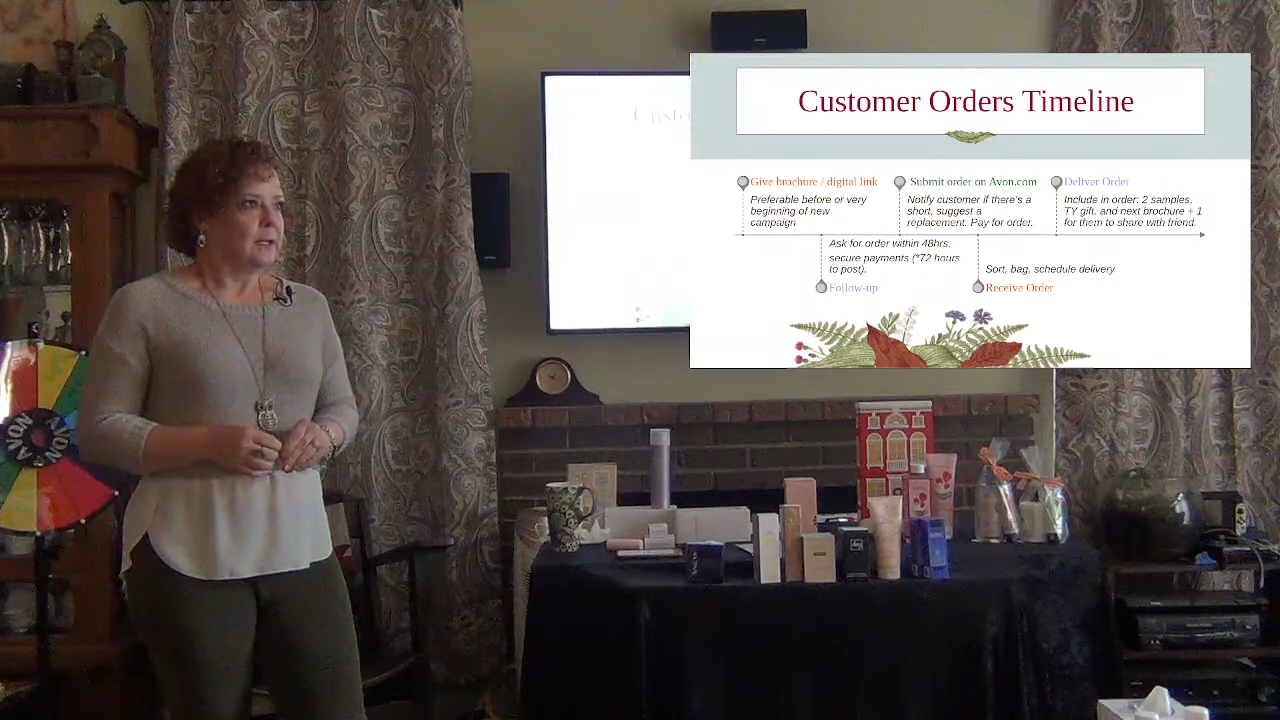 Customer Orders Timeline
Custo
Give brochure / digital link
Preferable before or very
beginning of new
campaign
Submit order on Avon.com
Notify customer if there's a
short, suggest a
replacement. Pay for order.
Deliver Order
Include in order: 2 samples,
TY gift, and next brochure + 1
for them to share with friend.
Ask for order within 48hrs,
secure payments (*72 hours
to post).
Follow-up
Sort, bag, schedule delivery
Receive Order
AVON